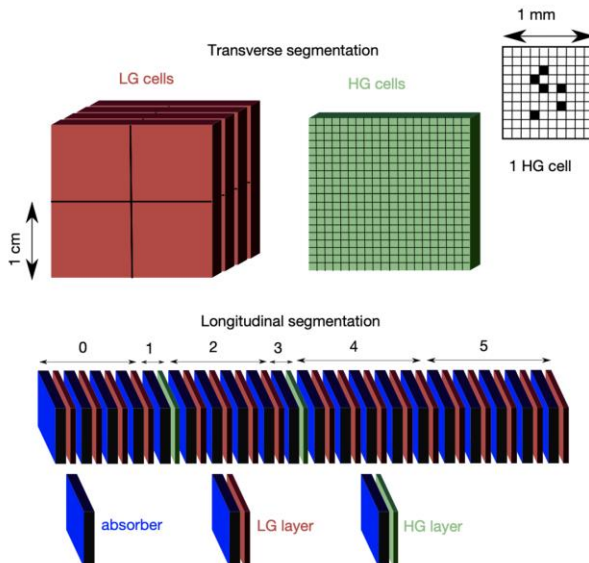 1 mm
Transverse segmentation
LG cells
HG cells
1 HG cell
1 cm
Longitudinal segmentation
0 1 2 3 4 5
absorber
LG layer
HG layer